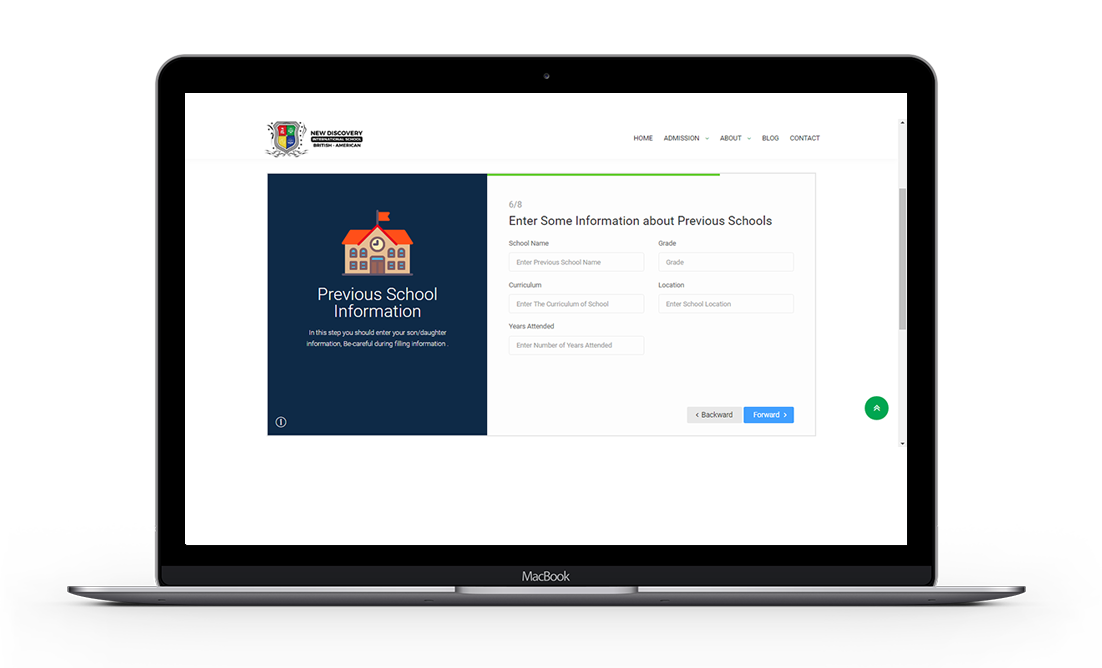 NEW DISCOVERY
INTERNATIONAL SCHOOL
BRITISH - AMERICAN
HOME ADMISSION ABOUT BLOG CONTACT
Previous School
Information
In this step you should enter your son/daughter
information, Be-careful during filling information .
6/8
Enter Some Information about Previous Schools
School Name Grade
Enter Previous School Name Grade
Curriculum Location
Enter The Curriculum of School Enter School Location
Years Attended
Enter Number of Years Attended
Backward Forward
MacBook